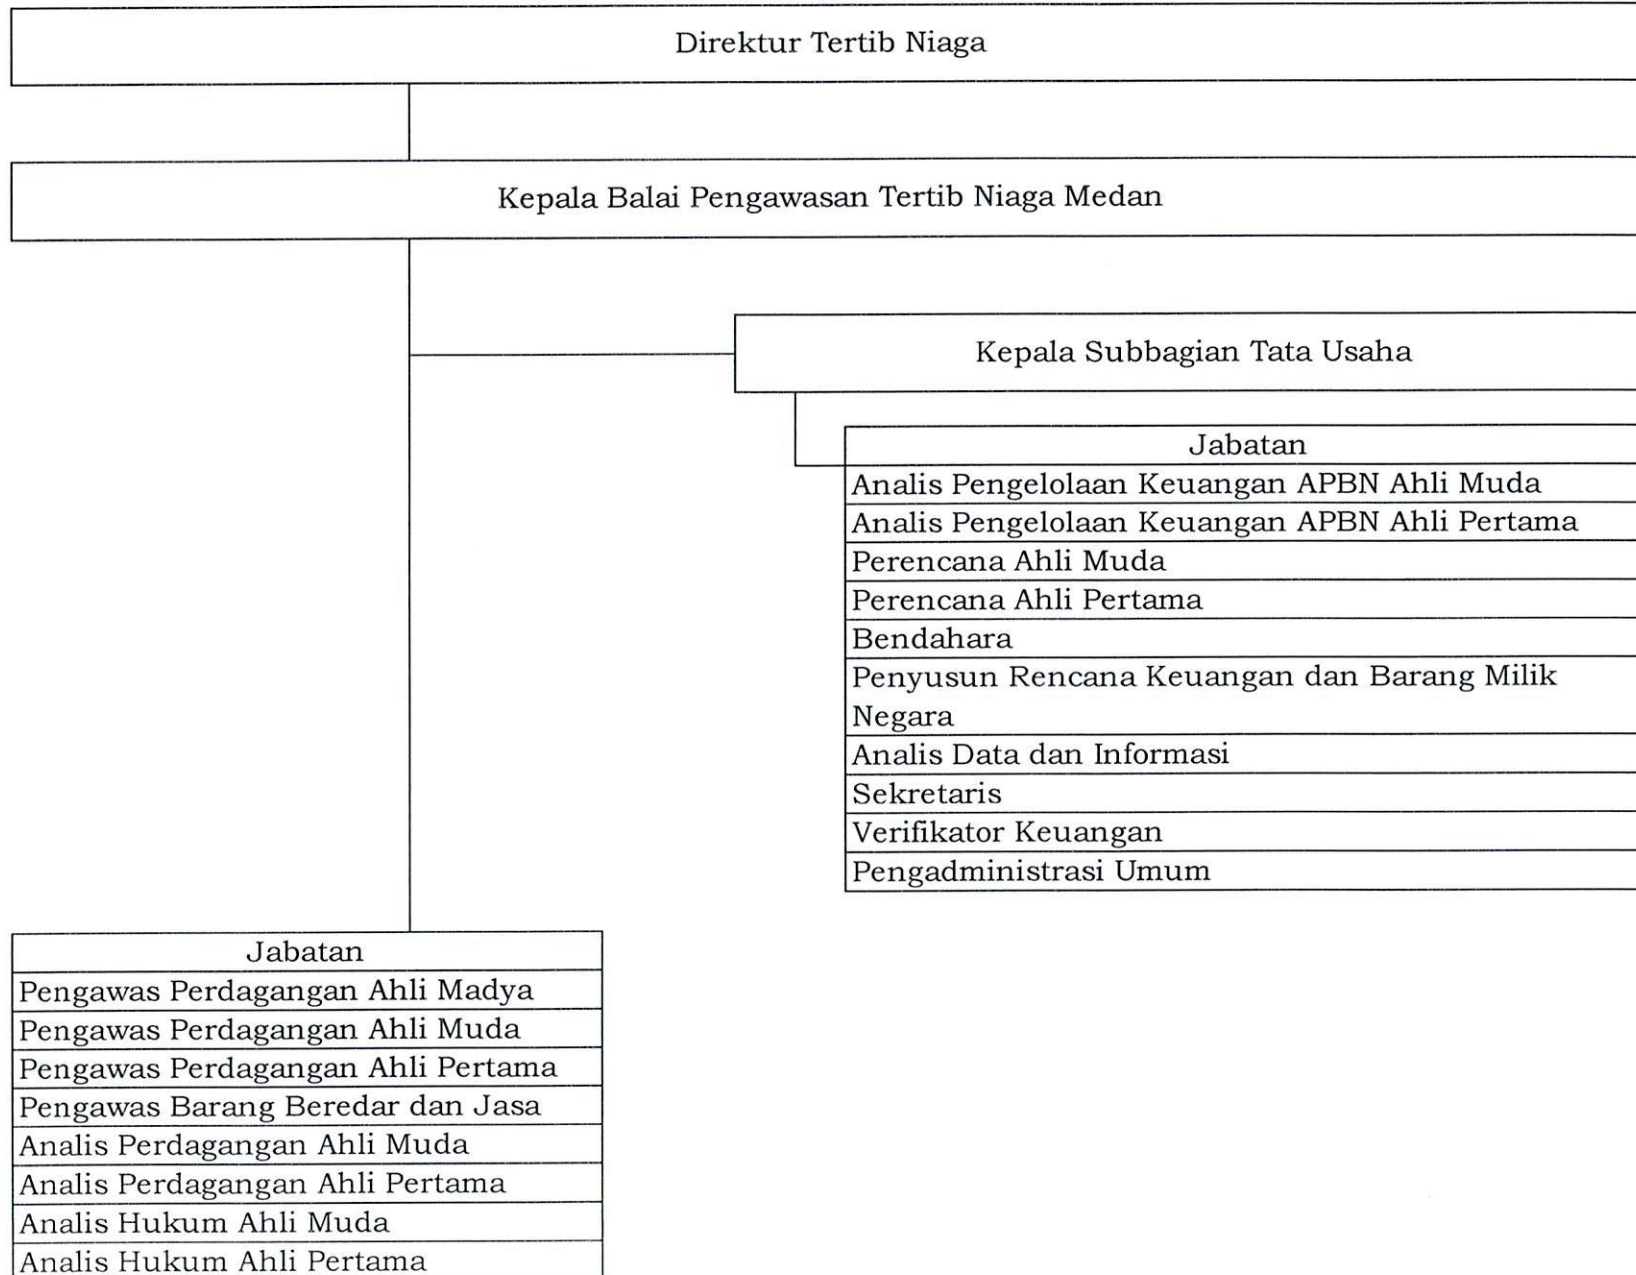 Direktur Tertib Niaga
Kepala Balai Pengawasan Tertib Niaga Medan
Kepala Subbagian Tata Usaha
Jabatan
Analis Pengelolaan Keuangan APBN Ahli Muda
Analis Pengelolaan Keuangan APBN Ahli Pertama
Perencana Ahli Muda
Perencana Ahli Pertama
Bendahara
Penyusun Rencana Keuangan dan Barang Milik
Negara
Analis Data dan Informasi
Sekretaris
Verifikator Keuangan
Pengadministrasi Umum
Jabatan
Pengawas Perdagangan Ahli Madya
Pengawas Perdagangan Ahli Muda
Pengawas Perdagangan Ahli Pertama
Pengawas Barang Beredar dan Jasa
Analis Perdagangan Ahli Muda
Analis Perdagangan Ahli Pertama
Analis Hukum Ahli Muda
Analis Hukum Ahli Pertama